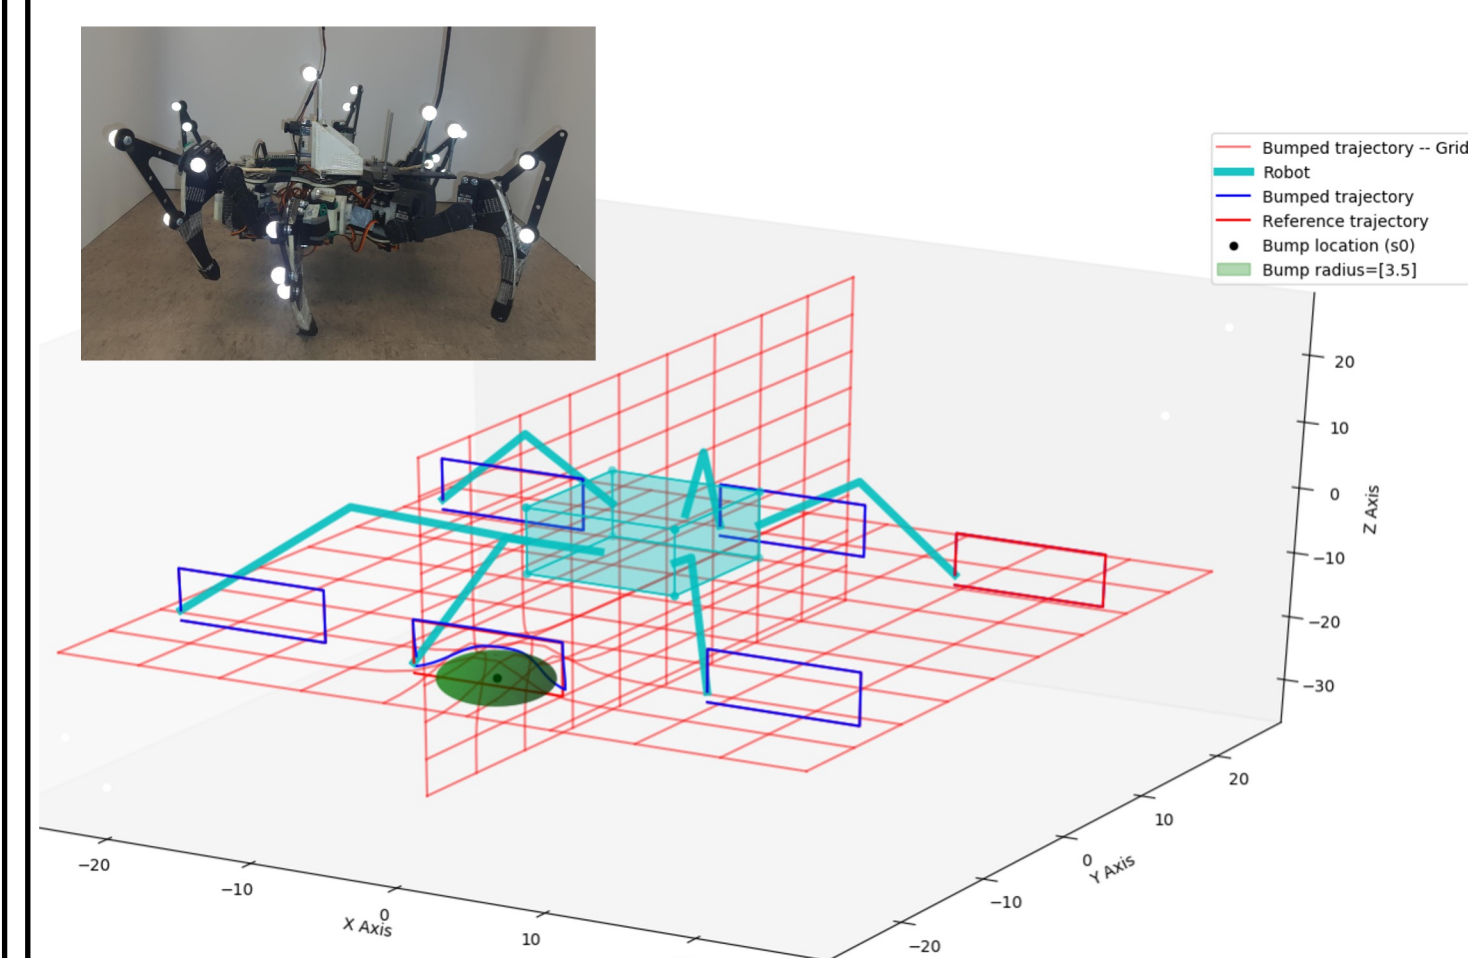 Bumped trajectory -- Grid
Robot
Bumped trajectory
Reference trajectory
Bump location (s0)
Bump radius=[3.5]
20
10
0
−10
−20
−30
Z Axis
20
10
0
−10
−20
Y Axis
−20
−10
0
10
X Axis